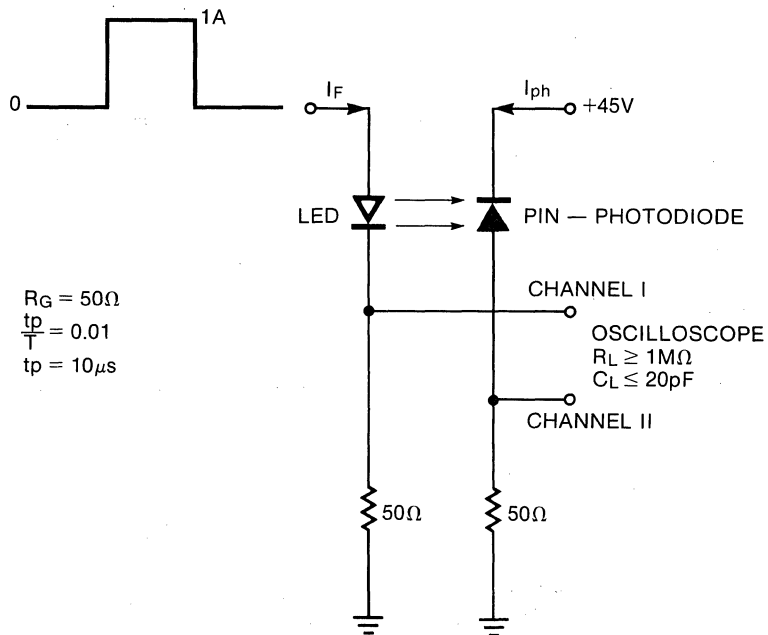 1A
0
IF
Iph
+45V
LED
PIN — PHOTODIODE
CHANNEL I
RG = 50Ω
tp/T = 0.01
tp = 10μs
OSCILLOSCOPE
RL ≥ 1MΩ
CL ≤ 20pF
CHANNEL II
50Ω
50Ω